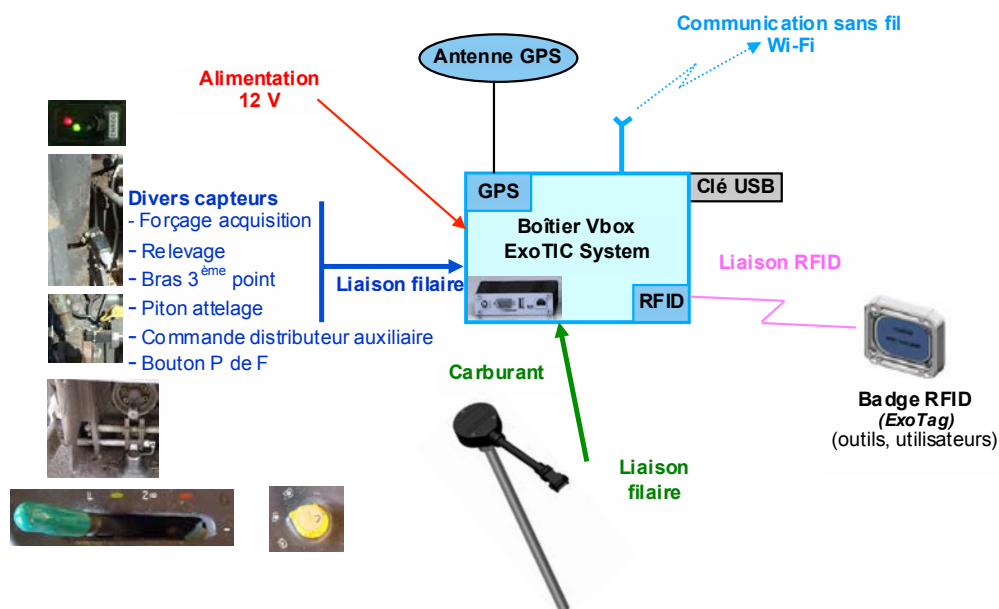 Communication sans fil
Wi-Fi
Antenne GPS
Alimentation
12 V
GPS
Clé USB
Divers capteurs
- Forçage acquisition
- Relevage
- Bras 3ème point
- Piton attelage
- Commande distributeur auxiliaire
- Bouton P de F
Liaison filaire
Boîtier Vbox
ExoTIC System
RFID
Liaison RFID
Carburant
Liaison
filaire
Badge RFID
(ExoTag)
(outils, utilisateurs)